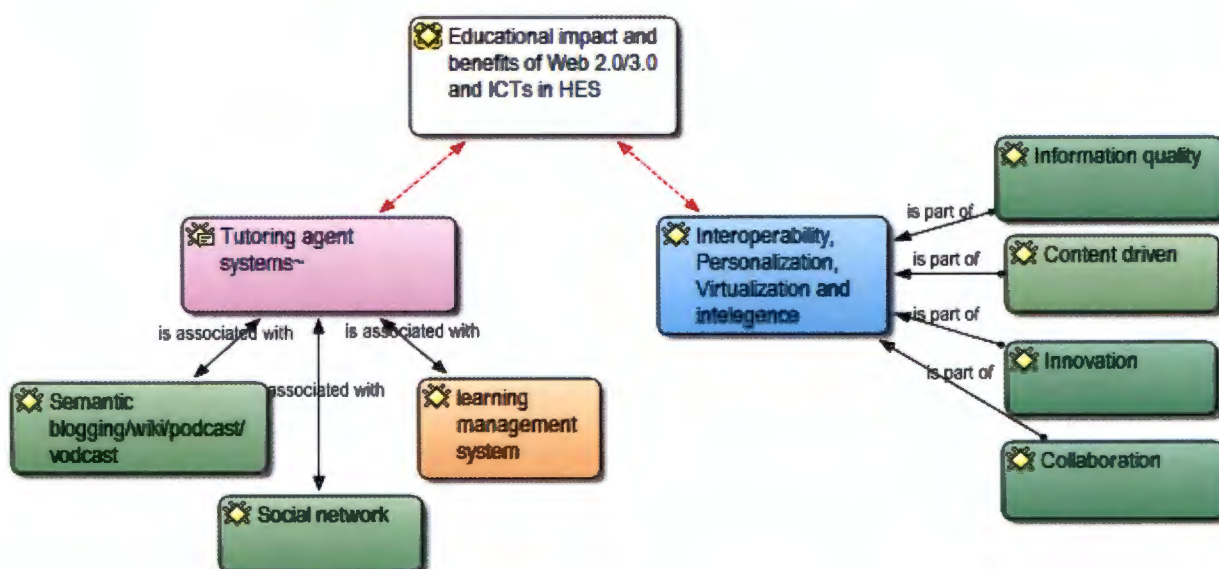 Educational impact and
benefits of Web 2.0/3.0
and ICTs in HES
Tutoring agent
systems~
Interoperability,
Personalization,
Virtualization and
intelegence
is part of
Information quality
is part of
Content driven
is part of
Innovation
is part of
Collaboration
is associated with
is associated with
associated with
Semantic
blogging/wiki/podcast/
vodcast
learning
management
system
Social network